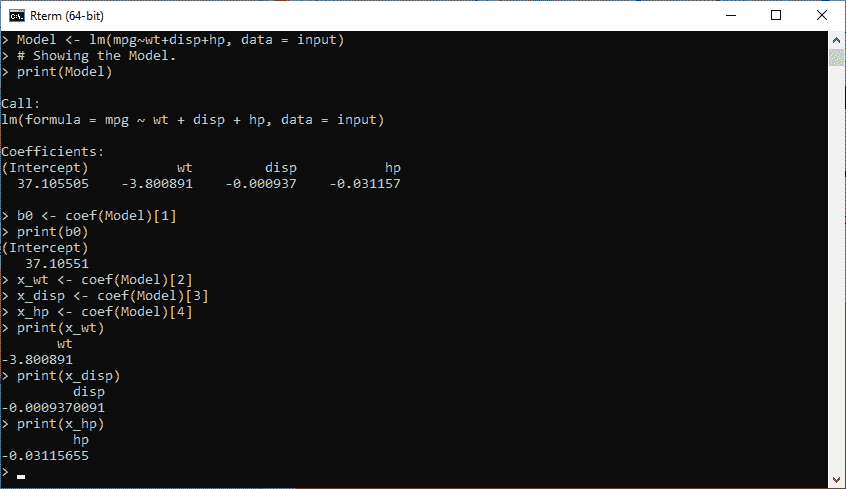 Rterm (64-bit)
> Model <- lm(mpg~wt+disp+hp, data = input)
> # Showing the Model.
> print(Model)
Call:
lm(formula = mpg ~ wt + disp + hp, data = input)
Coefficients:
(Intercept)           wt         disp           hp
  37.105505    -3.800891    -0.000937    -0.031157
> b0 <- coef(Model)[1]
> print(b0)
(Intercept)
   37.10551
> x_wt <- coef(Model)[2]
> x_disp <- coef(Model)[3]
> x_hp <- coef(Model)[4]
> print(x_wt)
       wt
-3.800891
> print(x_disp)
         disp
-0.0009370091
> print(x_hp)
         hp
-0.03115655
>